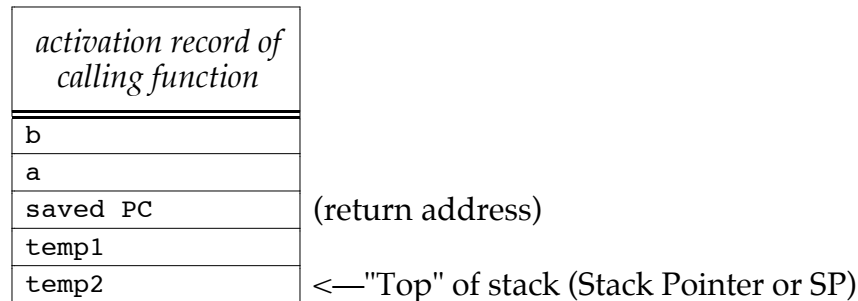 activation record of
calling function
b
a
saved PC (return address)
temp1
temp2 <—"Top" of stack (Stack Pointer or SP)